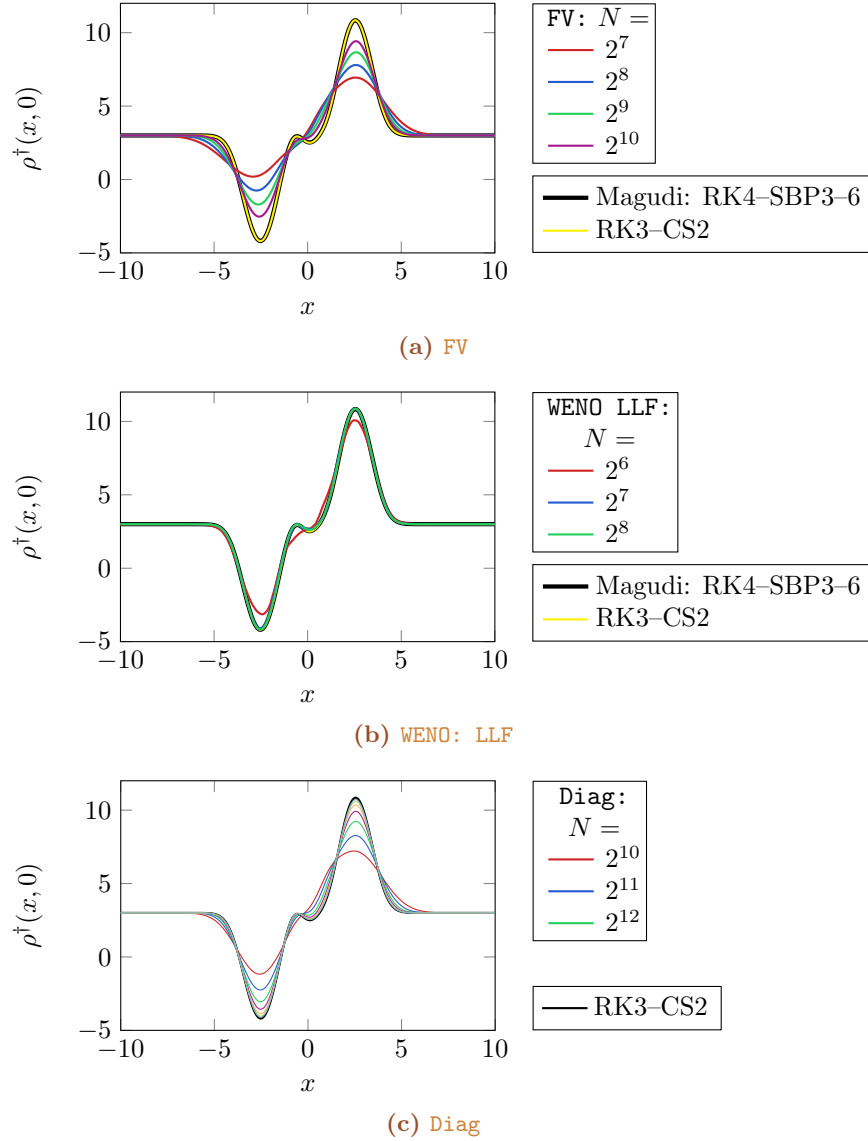 10
5
0
−5
ρ†(x, 0)
−10
−5
0
5
10
x
FV: N =
2^7
2^8
2^9
2^10
Magudi: RK4–SBP3–6
RK3–CS2
(a) FV
10
5
0
−5
ρ†(x, 0)
−10
−5
0
5
10
x
WENO LLF:
N =
2^6
2^7
2^8
Magudi: RK4–SBP3–6
RK3–CS2
(b) WENO: LLF
10
5
0
−5
ρ†(x, 0)
−10
−5
0
5
10
x
Diag:
N =
2^10
2^11
2^12
RK3–CS2
(c) Diag